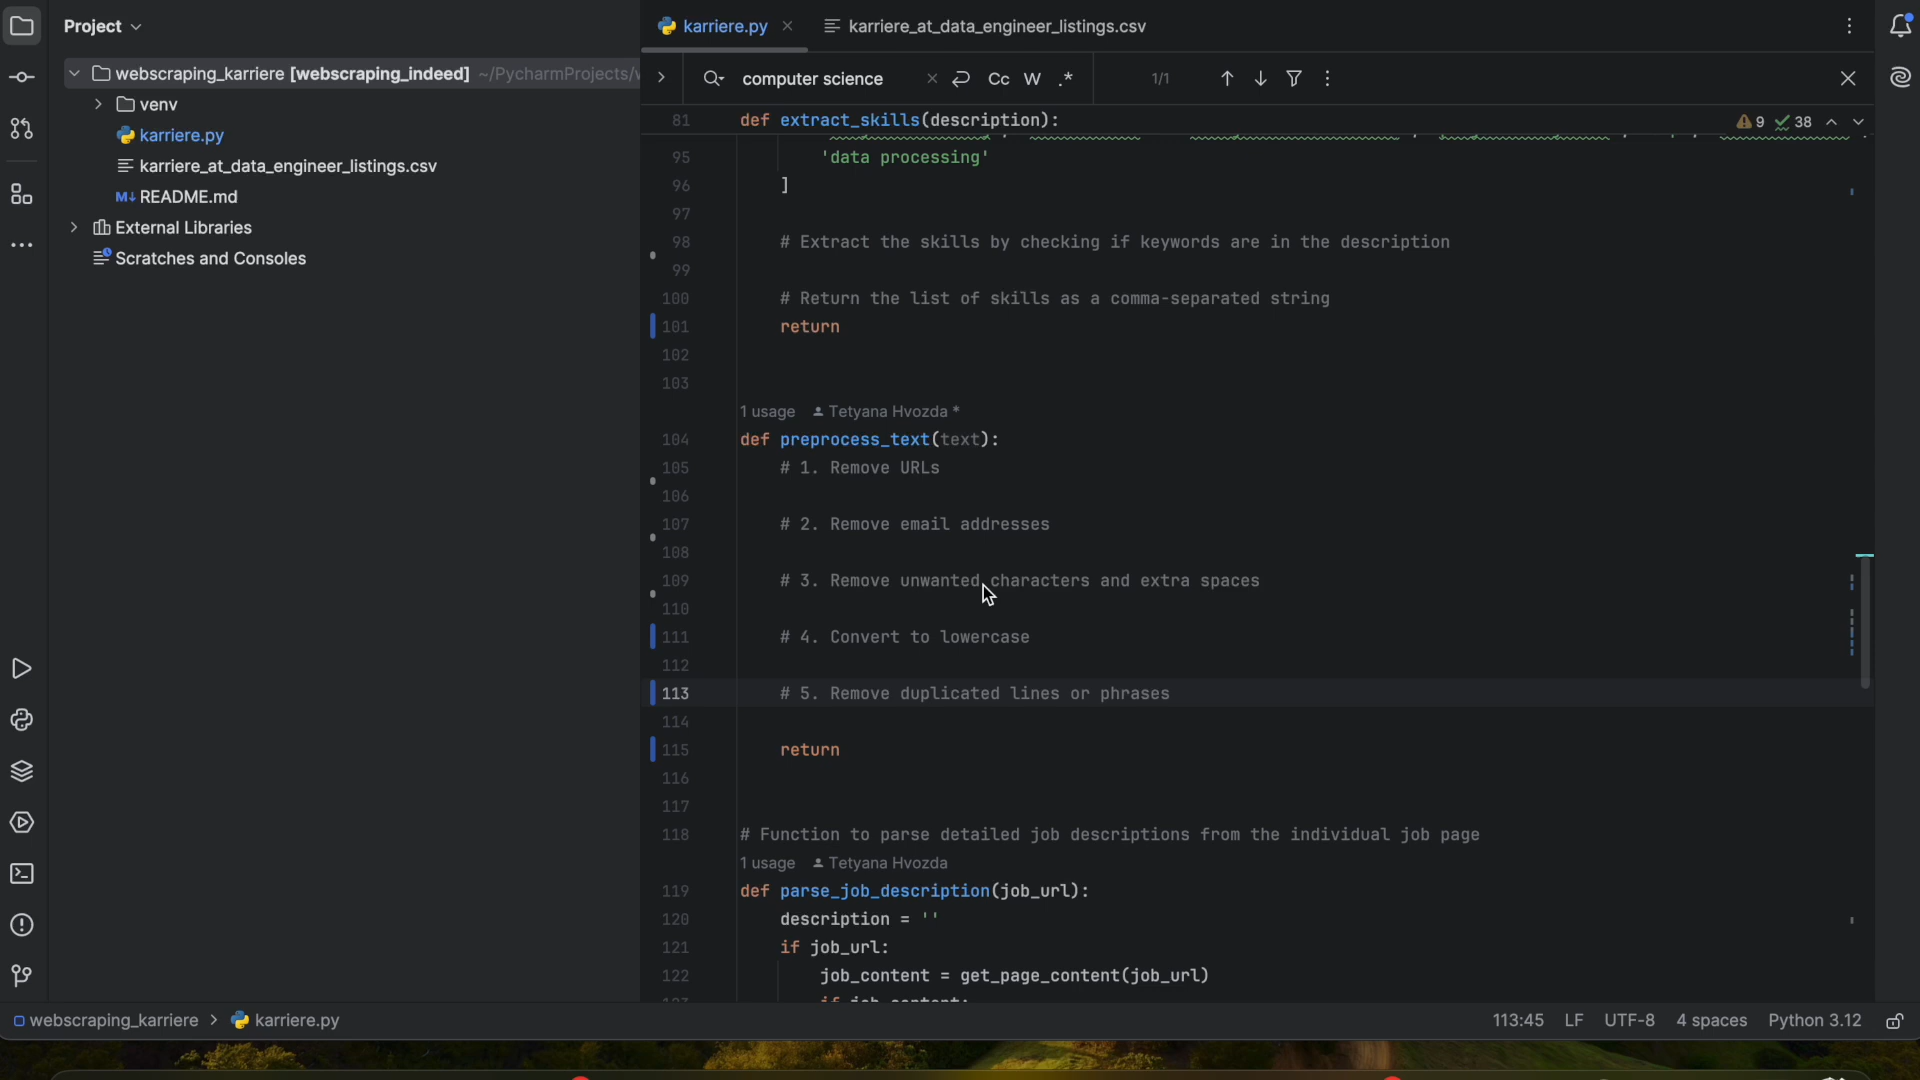 Project
webscraping_karriere [webscraping_indeed] ~/PycharmProjects/
venv
karriere.py
karriere_at_data_engineer_listings.csv
M↓ README.md
External Libraries
Scratches and Consoles
karriere.py
karriere_at_data_engineer_listings.csv
computer science
Cc W .*
1/1
81 def extract_skills(description):
9 38
95 'data processing'
96 ]
97
98 # Extract the skills by checking if keywords are in the description
99
100 # Return the list of skills as a comma-separated string
101 return
102
103
1 usage Tetyana Hvozda *
104 def preprocess_text(text):
105 # 1. Remove URLs
106
107 # 2. Remove email addresses
108
109 # 3. Remove unwanted characters and extra spaces
110
111 # 4. Convert to lowercase
112
113 # 5. Remove duplicated lines or phrases
114
115 return
116
117
118 # Function to parse detailed job descriptions from the individual job page
1 usage Tetyana Hvozda
119 def parse_job_description(job_url):
120 description = ''
121 if job_url:
122 job_content = get_page_content(job_url)
webscraping_karriere > karriere.py
113:45 LF UTF-8 4 spaces Python 3.12